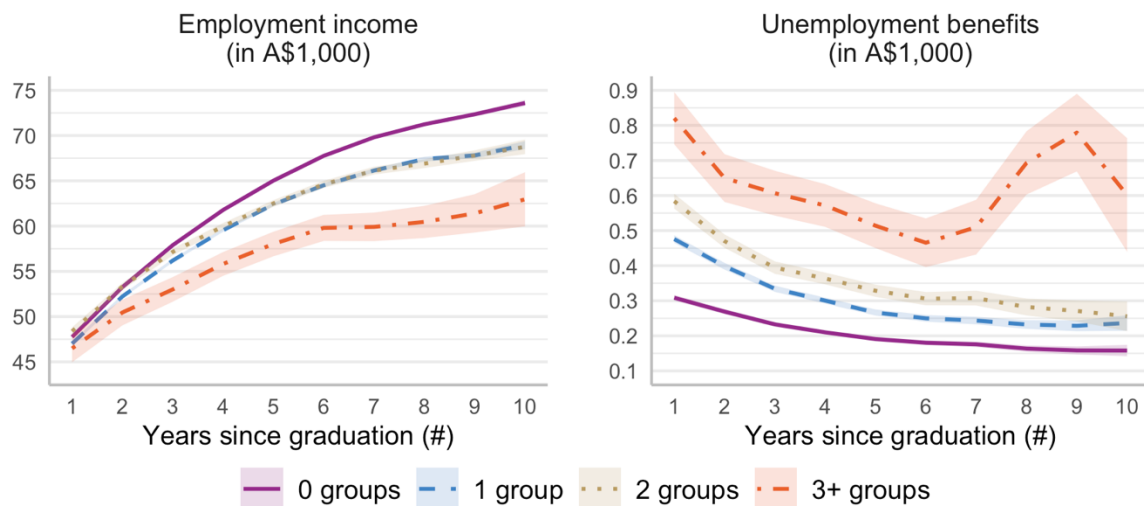 Employment income
(in A$1,000)
75
70
65
60
55
50
45
1 2 3 4 5 6 7 8 9 10
Years since graduation (#)
Unemployment benefits
(in A$1,000)
0.9
0.8
0.7
0.6
0.5
0.4
0.3
0.2
0.1
1 2 3 4 5 6 7 8 9 10
Years since graduation (#)
0 groups 1 group 2 groups 3+ groups